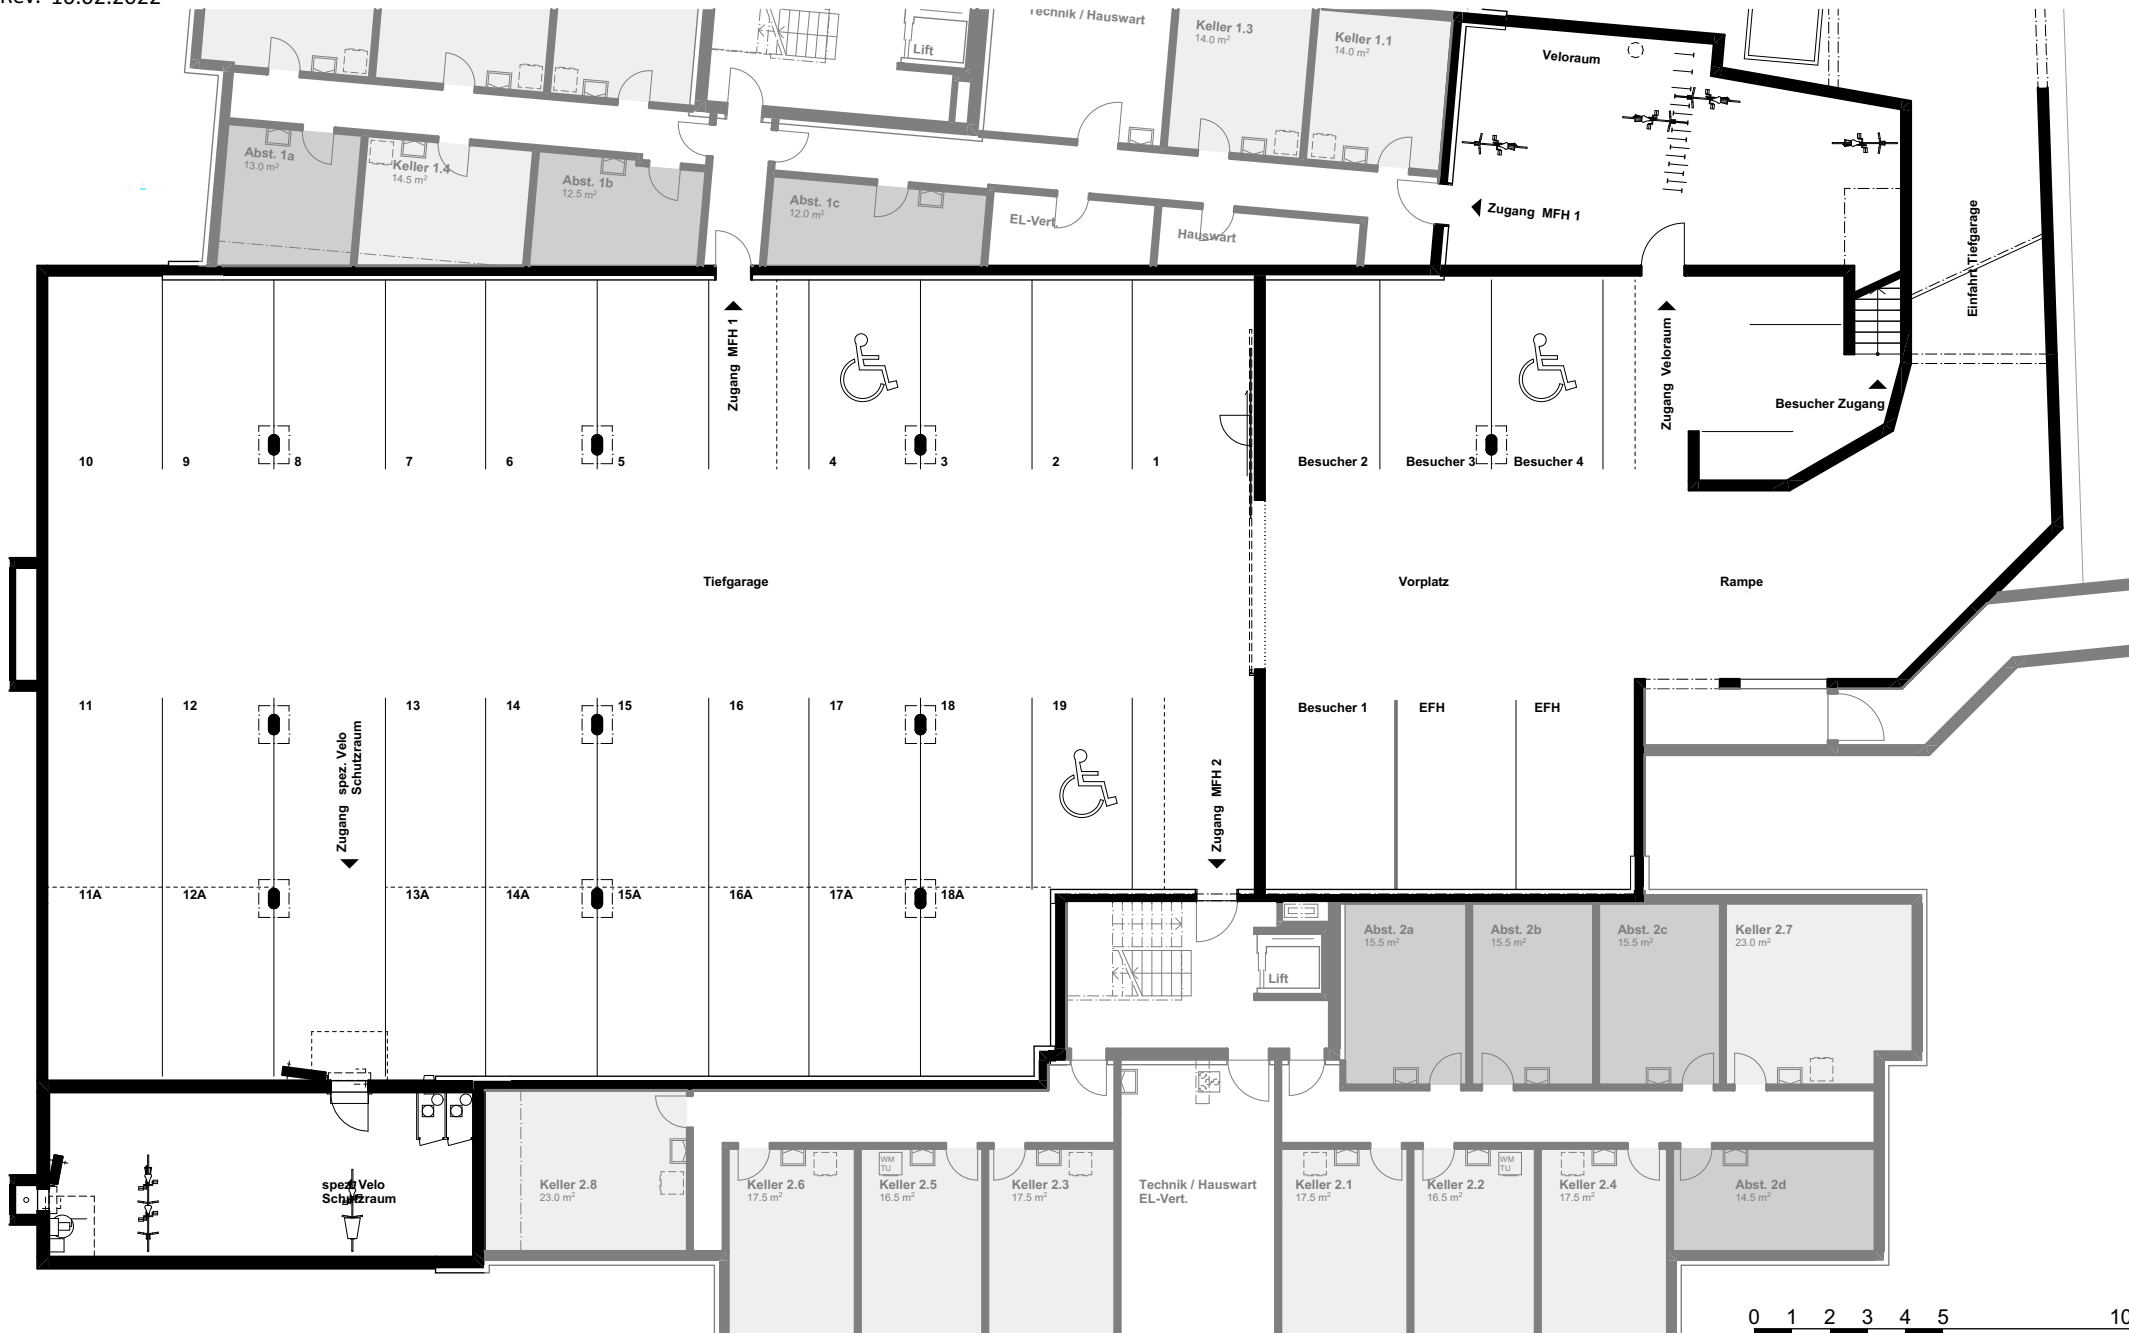 Rev. 10.02.2022
Technik / Hauswart
Lift
Keller 1.3
14.0 m²
Keller 1.1
14.0 m²
Veloraum
Abst. 1a
13.0 m²
Keller 1.4
14.5 m²
Abst. 1b
12.5 m²
Abst. 1c
12.0 m²
EL-Vert.
Hauswart
Zugang MFH 1
Einfahrt Tiefgarage
Zugang MFH 1
Zugang Veloraum
Besucher Zugang
10
9
8
7
6
5
4
3
2
1
Besucher 2
Besucher 3
Besucher 4
Tiefgarage
Vorplatz
Rampe
11
12
13
14
15
16
17
18
19
Besucher 1
EFH
EFH
Zugang spez. Velo
Schutzraum
Zugang MFH 2
11A
12A
13A
14A
15A
16A
17A
18A
Lift
Abst. 2a
15.5 m²
Abst. 2b
15.5 m²
Abst. 2c
15.5 m²
Keller 2.7
23.0 m²
spez. Velo
Schutzraum
Keller 2.8
23.0 m²
Keller 2.6
17.5 m²
WM
TU
Keller 2.5
16.5 m²
Keller 2.3
17.5 m²
Technik / Hauswart
EL-Vert.
Keller 2.1
17.5 m²
WM
TU
Keller 2.2
16.5 m²
Keller 2.4
17.5 m²
Abst. 2d
14.5 m²
0 1 2 3 4 5 10